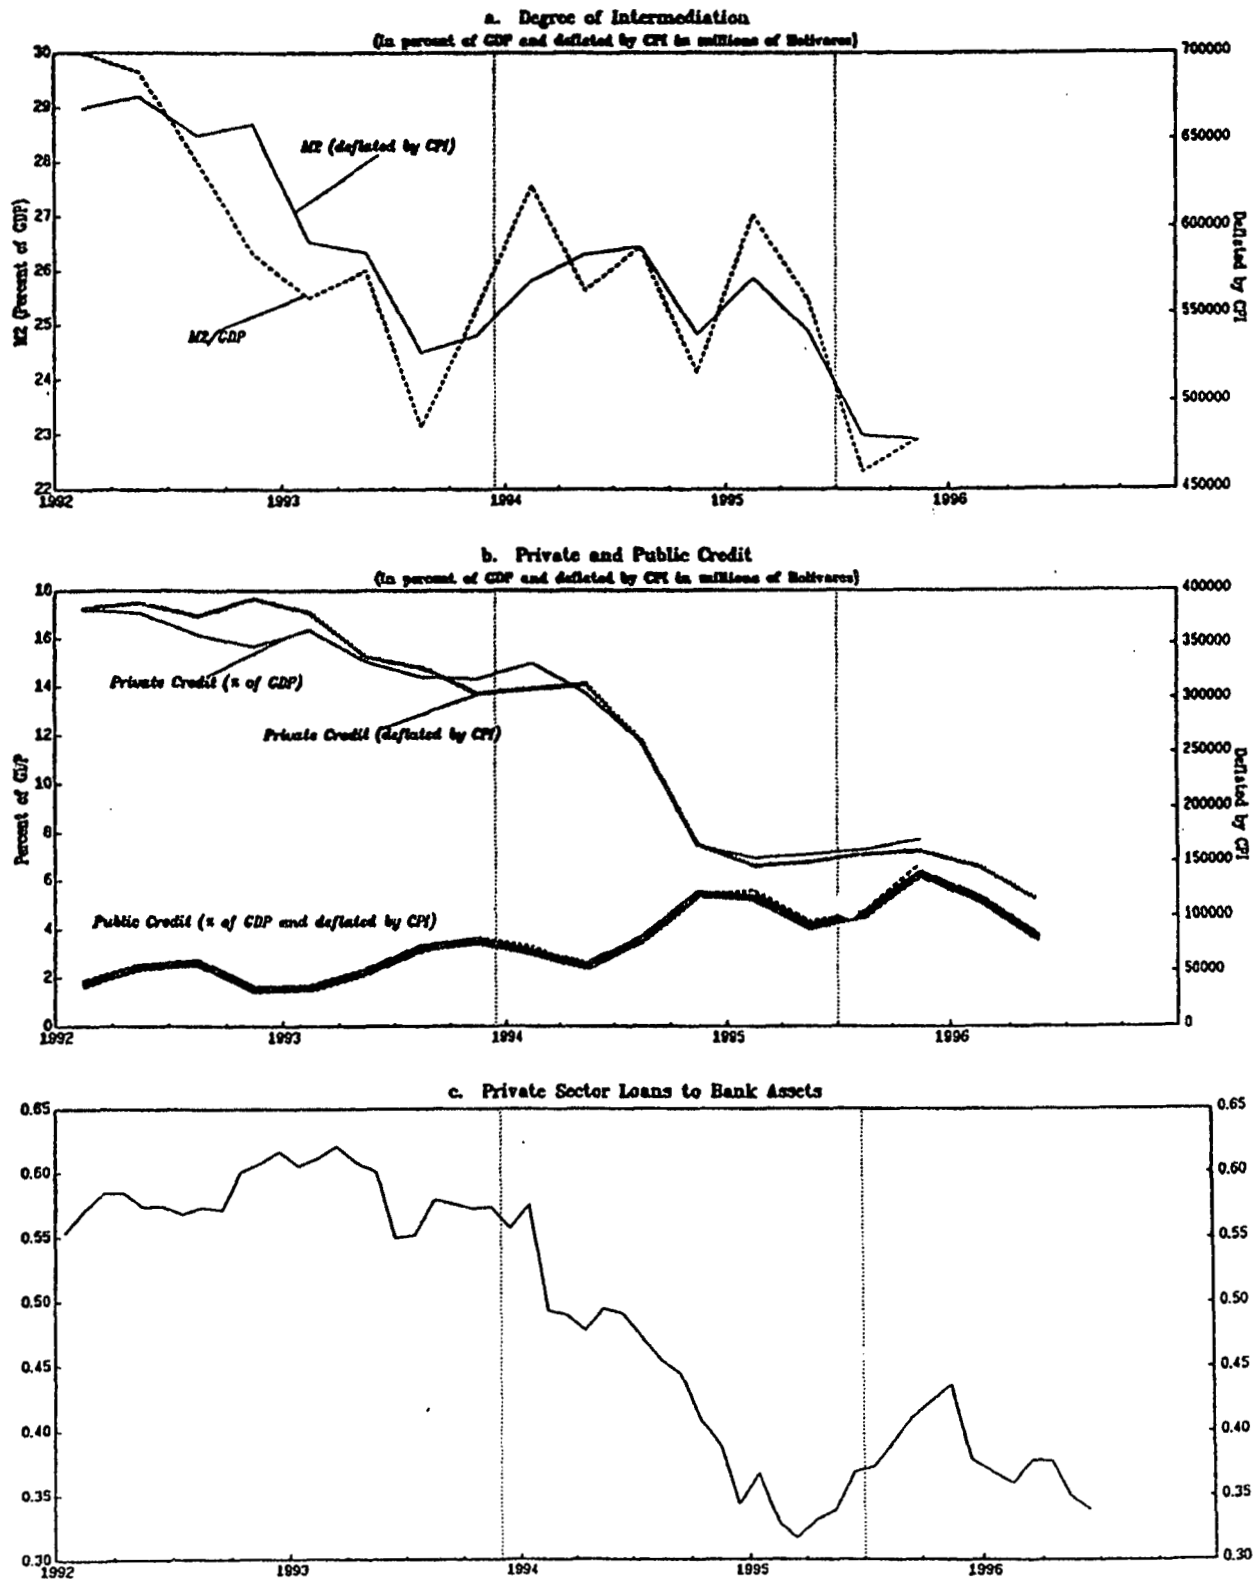 a. Degree of Intermediation
(In percent of GDP and deflated by CPI in millions of Bolivares)
30
29
28
27
26
25
24
23
22
M2 (Percent of GDP)
700000
650000
600000
550000
500000
450000
Deflated by CPI
M2 (deflated by CPI)
M2/GDP
1992 1993 1994 1995 1996
b. Private and Public Credit
(In percent of GDP and deflated by CPI in millions of Bolivares)
18
16
14
12
10
8
6
4
2
0
Percent of GDP
400000
350000
300000
250000
200000
150000
100000
50000
0
Deflated by CPI
Private Credit (% of GDP)
Private Credit (deflated by CPI)
Public Credit (% of GDP and deflated by CPI)
1992 1993 1994 1995 1996
c. Private Sector Loans to Bank Assets
0.65
0.60
0.55
0.50
0.45
0.40
0.35
0.30
0.65
0.60
0.55
0.50
0.45
0.40
0.35
0.30
1992 1993 1994 1995 1996